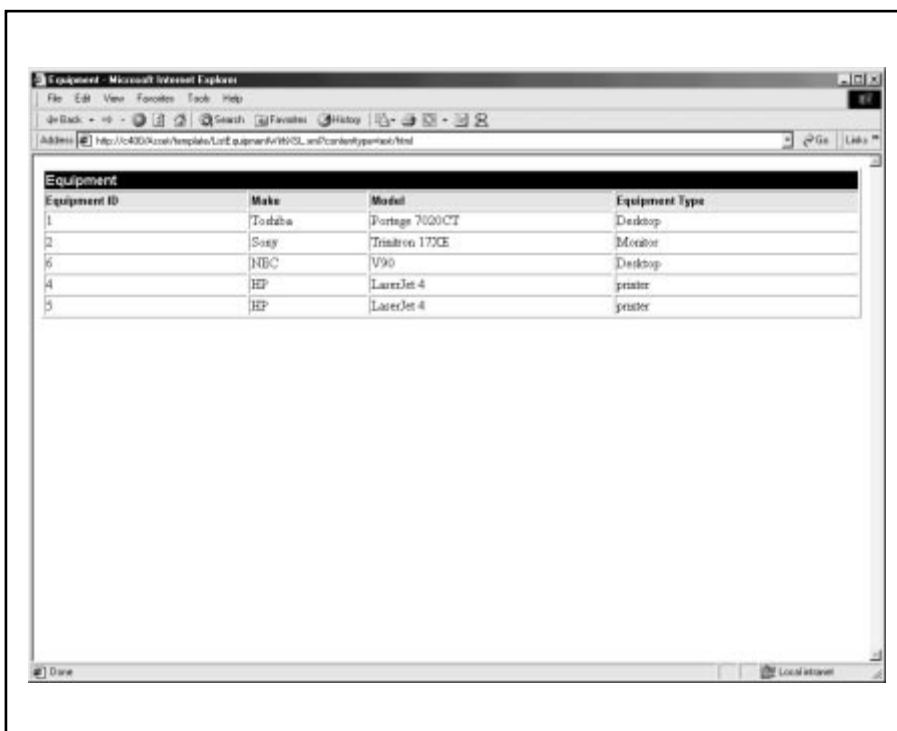 Equipment - Microsoft Internet Explorer
File Edit View Favorites Tools Help
Back Search Favorites History
Address http://c400/Asset/template/ListEquipmentWithXSL.xml?contenttype=text/html Go Links »
Equipment
Equipment ID Make Model Equipment Type
1 Toshiba Portege 7020CT Desktop
2 Sony Trinitron 17XE Monitor
6 NEC V90 Desktop
4 HP LaserJet 4 printer
5 HP LaserJet 4 printer
Done Local intranet